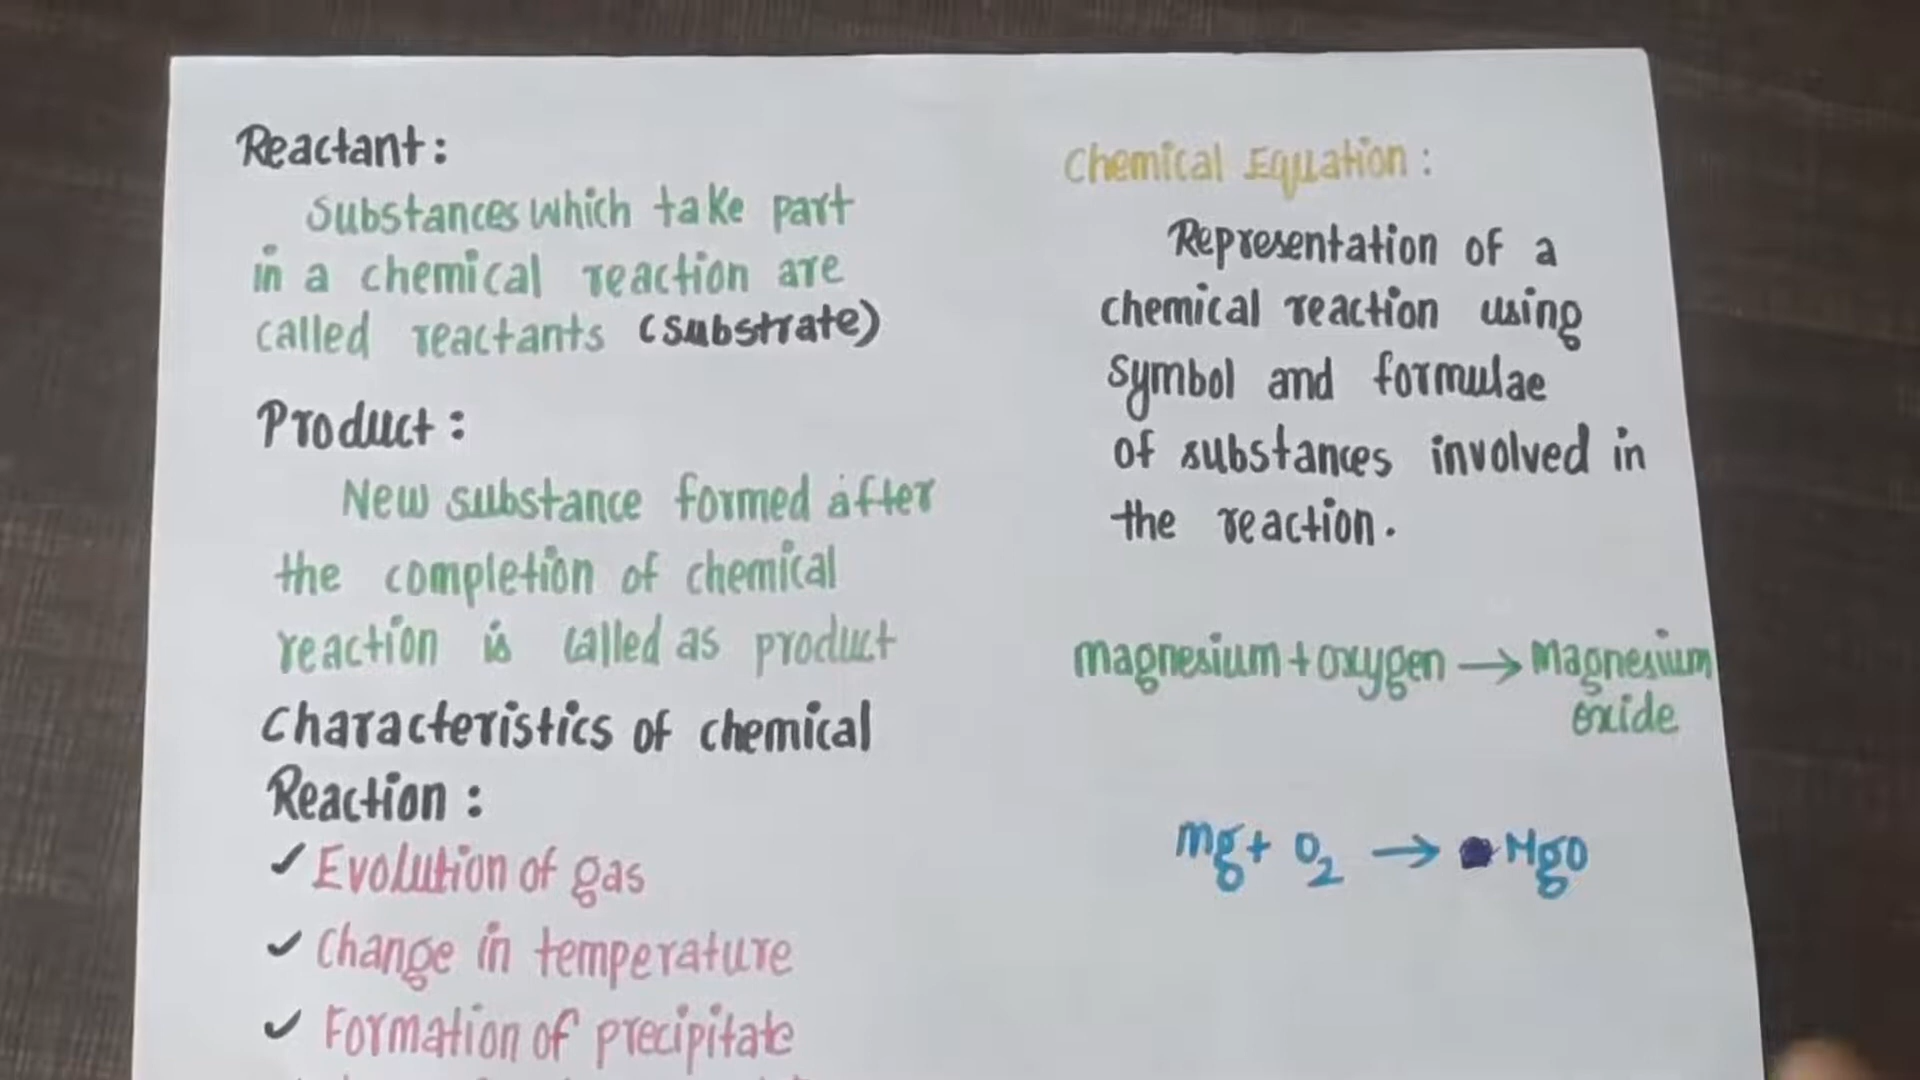 Reactant:
Substances which take part
in a chemical reaction are
called reactants (substrate)
Product:
New substance formed after
the completion of chemical
reaction is called as product
Characteristics of chemical
Reaction:
✓ Evolution of gas
✓ Change in temperature
✓ Formation of precipitate
Chemical Equation:
Representation of a
chemical reaction using
symbol and formulae
of substances involved in
the reaction.
magnesium + oxygen → Magnesium
oxide
Mg + O₂ → MgO